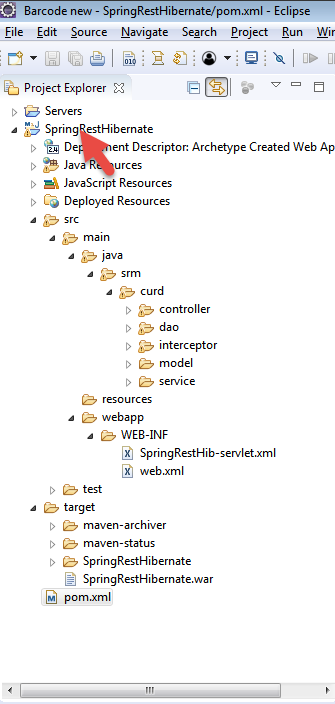 Barcode new - SpringRestHibernate/pom.xml - Eclipse
File Edit Source Navigate Search Project Run Window
Project Explorer
Servers
SpringRestHibernate
Deployment Descriptor: Archetype Created Web Ap
2.4
Java Resources
JavaScript Resources
Deployed Resources
src
main
java
srm
curd
controller
dao
interceptor
model
service
resources
webapp
WEB-INF
SpringRestHib-servlet.xml
web.xml
test
target
maven-archiver
maven-status
SpringRestHibernate
SpringRestHibernate.war
pom.xml